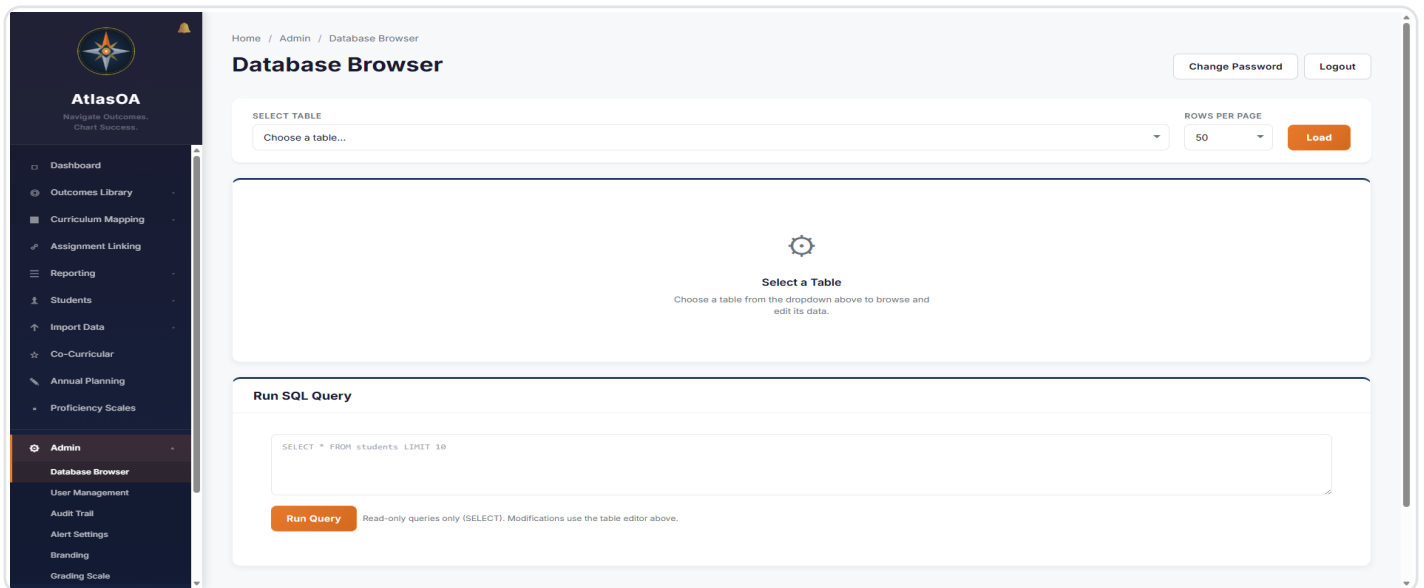 AtlasOA
Navigate Outcomes.
Chart Success.
Dashboard
Outcomes Library
Curriculum Mapping
Assignment Linking
Reporting
Students
Import Data
Co-Curricular
Annual Planning
Proficiency Scales
Admin
Database Browser
User Management
Audit Trail
Alert Settings
Branding
Grading Scale
Home / Admin / Database Browser
Database Browser
Change Password
Logout
SELECT TABLE
Choose a table...
ROWS PER PAGE
50
Load
Select a Table
Choose a table from the dropdown above to browse and
edit its data.
Run SQL Query
SELECT * FROM students LIMIT 10
Run Query
Read-only queries only (SELECT). Modifications use the table editor above.